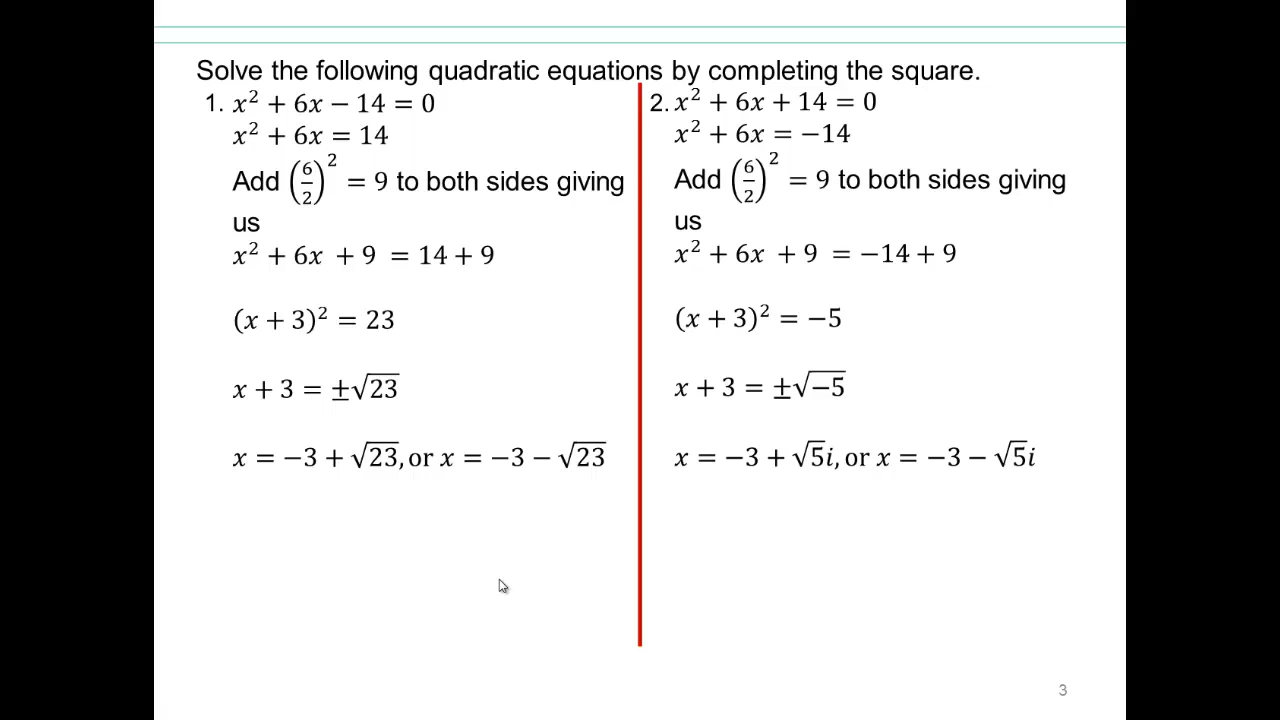 Solve the following quadratic equations by completing the square.
1. x² + 6x − 14 = 0
x² + 6x = 14
Add (6/2)² = 9 to both sides giving
us
x² + 6x + 9 = 14 + 9
(x + 3)² = 23
x + 3 = ±√23
x = −3 + √23, or x = −3 − √23
2. x² + 6x + 14 = 0
x² + 6x = −14
Add (6/2)² = 9 to both sides giving
us
x² + 6x + 9 = −14 + 9
(x + 3)² = −5
x + 3 = ±√−5
x = −3 + √5i, or x = −3 − √5i
3